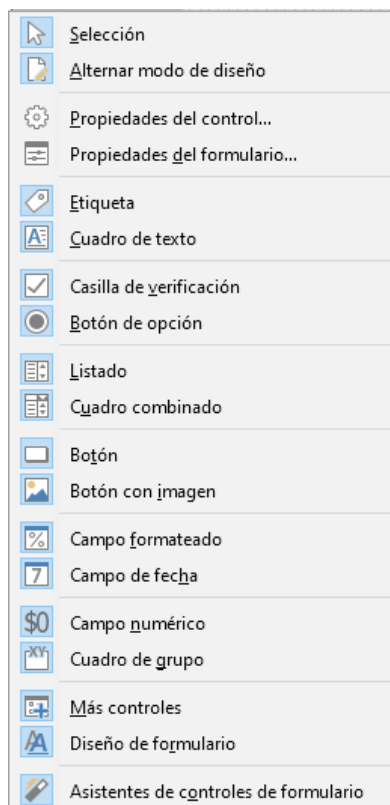 Selección
Alternar modo de diseño
Propiedades del control...
Propiedades del formulario...
Etiqueta
Cuadro de texto
Casilla de verificación
Botón de opción
Listado
Cuadro combinado
Botón
Botón con imagen
Campo formateado
Campo de fecha
Campo numérico
Cuadro de grupo
Más controles
Diseño de formulario
Asistentes de controles de formulario